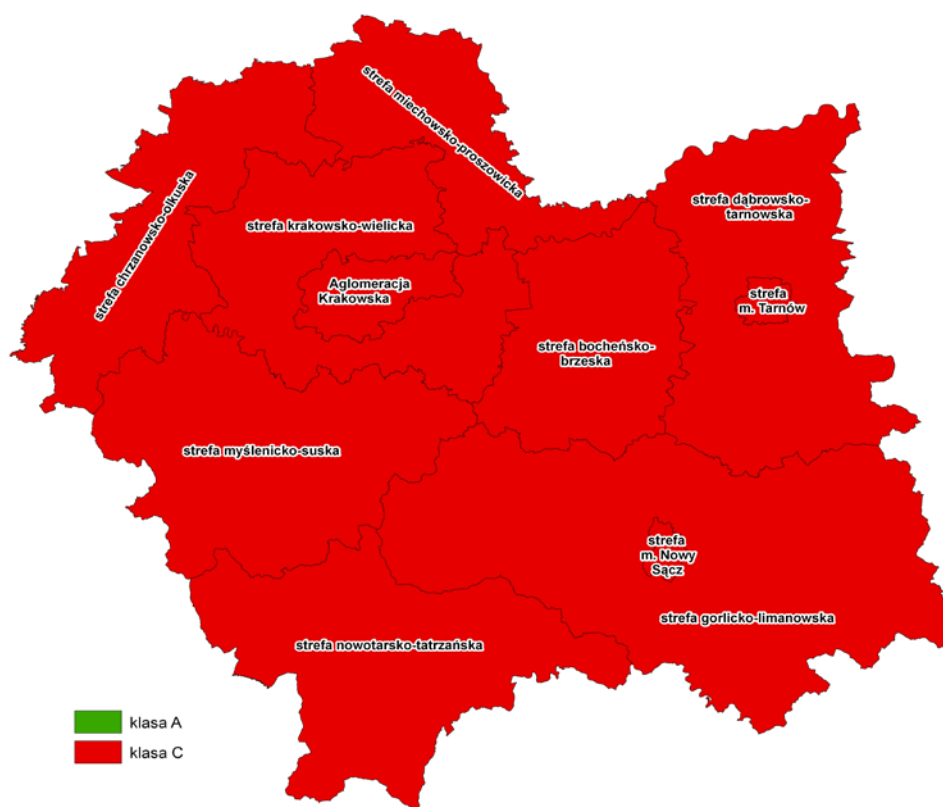 strefa miechowsko-proszowicka
strefa chrzanowsko-olkuska
strefa krakowsko-wielicka
strefa dąbrowsko-
tarnowska
Aglomeracja
Krakowska
strefa
m. Tarnów
strefa bocheńsko-
brzeska
strefa myślenicko-suska
strefa
m. Nowy
Sącz
strefa gorlicko-limanowska
strefa nowotarsko-tatrzańska
klasa A
klasa C